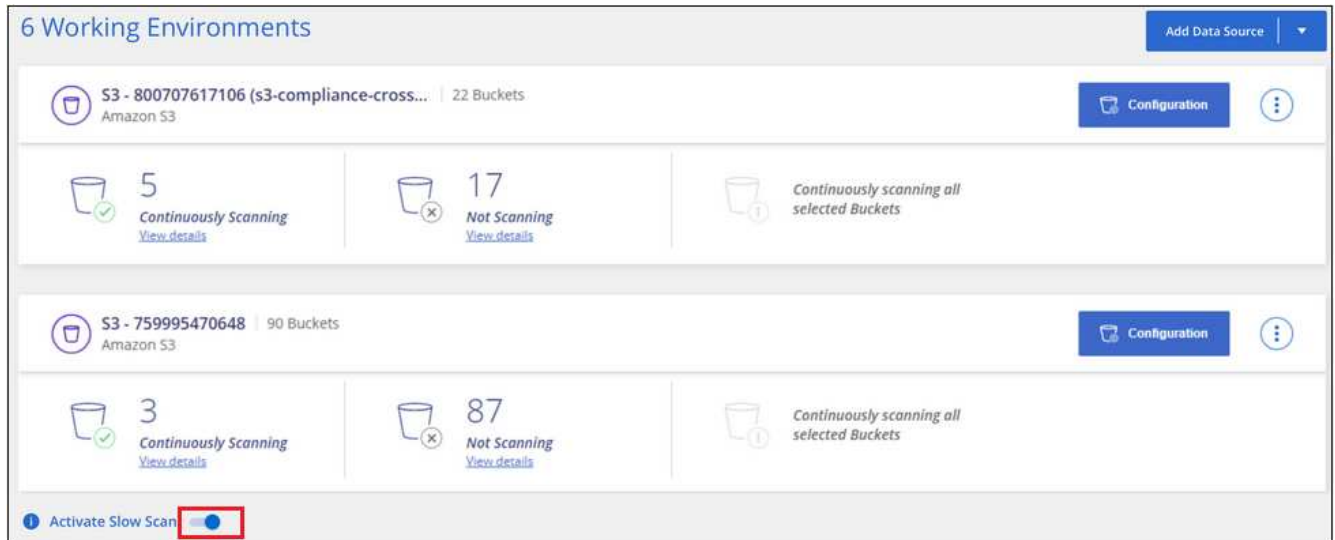 6 Working Environments
Add Data Source
S3 - 800707617106 (s3-compliance-cross... | 22 Buckets
Amazon S3
Configuration
5
Continuously Scanning
View details
17
Not Scanning
View details
Continuously scanning all
selected Buckets
S3 - 759995470648 | 90 Buckets
Amazon S3
Configuration
3
Continuously Scanning
View details
87
Not Scanning
View details
Continuously scanning all
selected Buckets
Activate Slow Scan